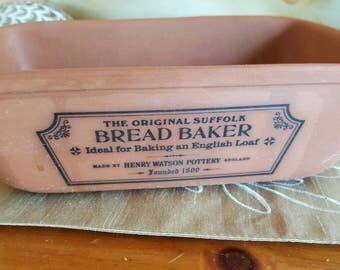 THE ORIGINAL SUFFOLK
BREAD BAKER
Ideal for Baking an English Loaf
MADE BY HENRY WATSON POTTERY ENGLAND
Founded 1800